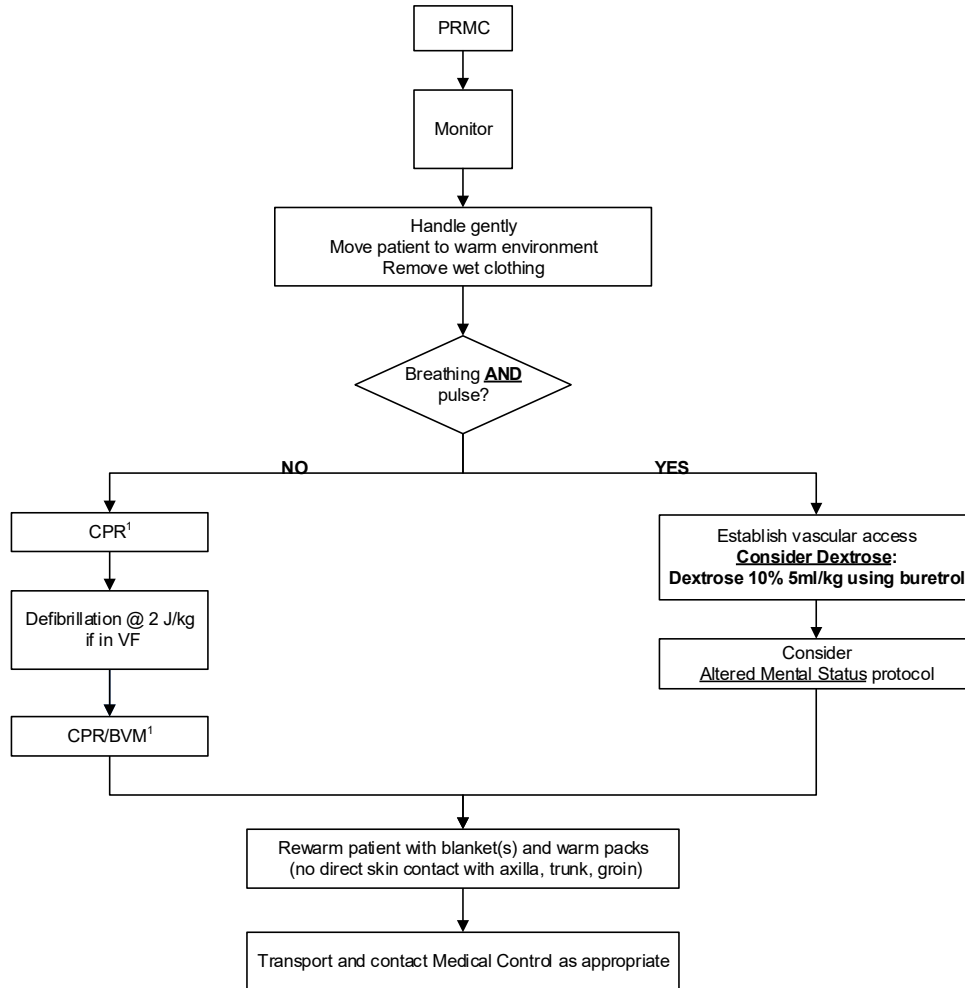 PRMC
Monitor
Handle gently
Move patient to warm environment
Remove wet clothing
Breathing AND
pulse?
NO
YES
CPR¹
Defibrillation @ 2 J/kg
if in VF
CPR/BVM¹
Establish vascular access
Consider Dextrose:
Dextrose 10% 5ml/kg using buretrol
Consider
Altered Mental Status protocol
Rewarm patient with blanket(s) and warm packs
(no direct skin contact with axilla, trunk, groin)
Transport and contact Medical Control as appropriate